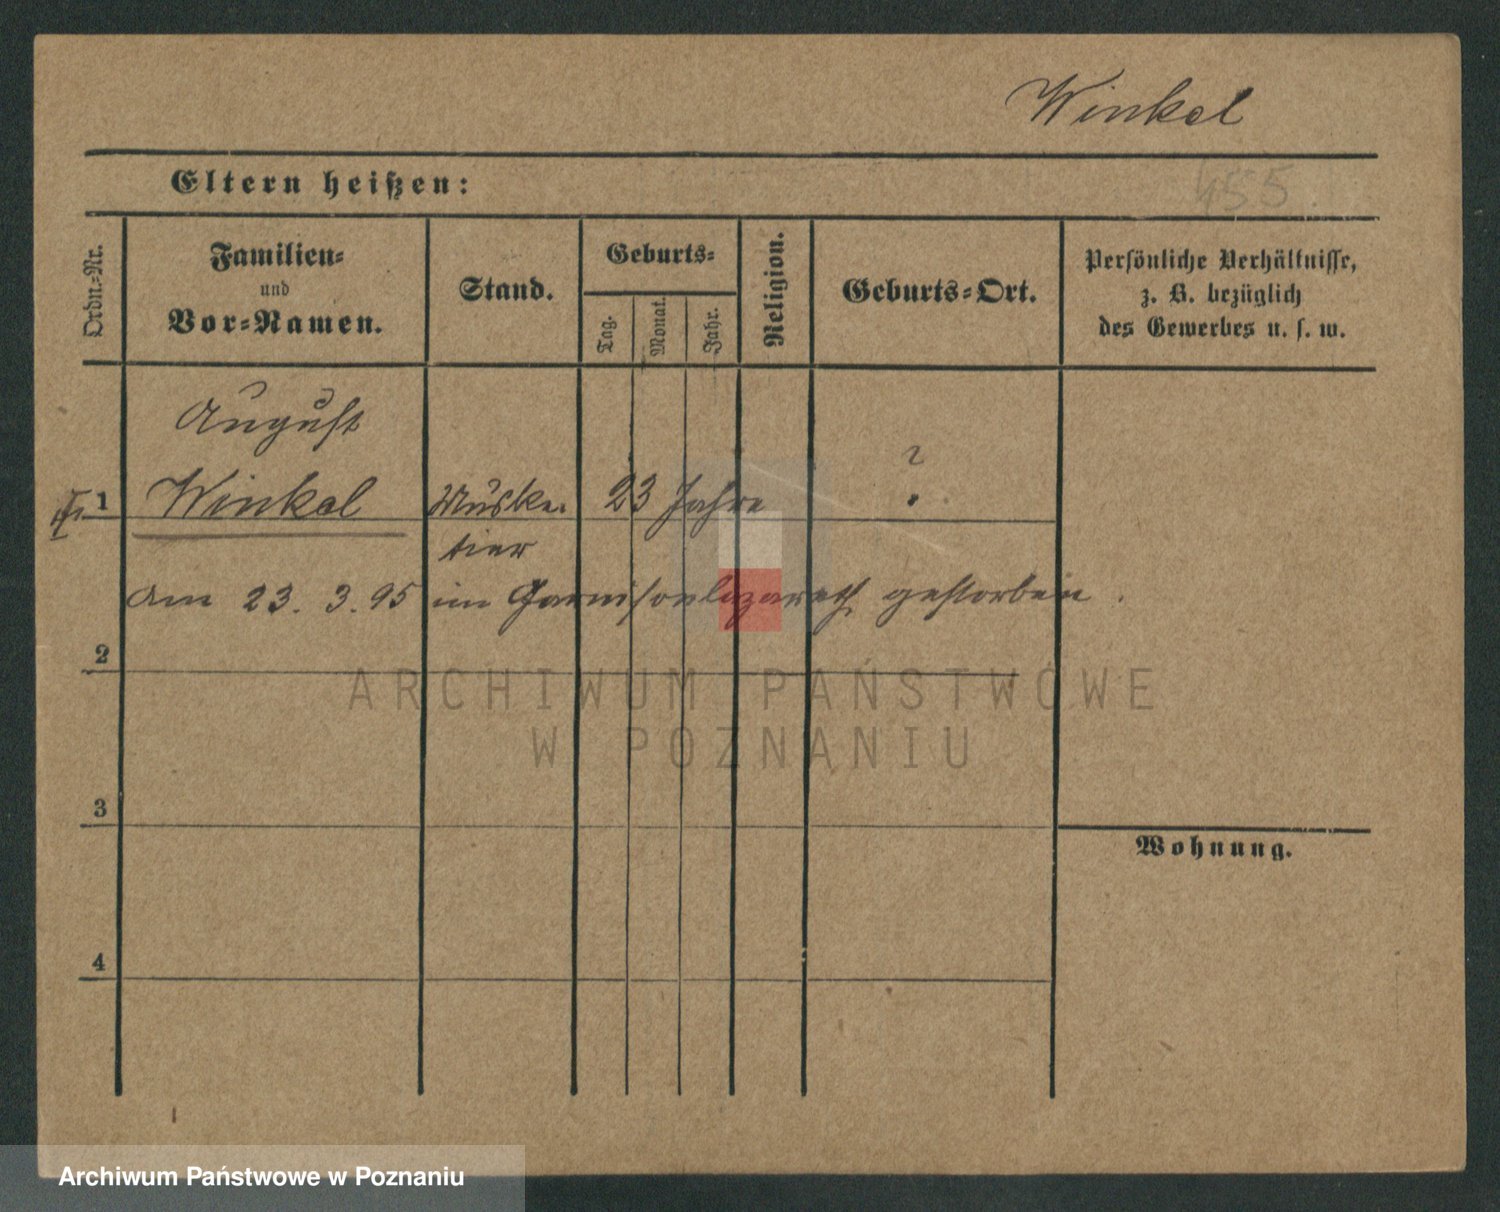 Winkel
Eltern heißen:
455.
Ordn.-Nr.
Familien-
und
Vor-Namen.
Stand.
Geburts-
Tag.
Monat.
Jahr.
Religion.
Geburts-Ort.
Persönliche Verhältnisse,
z. B. bezüglich
des Gewerbes u. s. w.
August
1 Winkel Muske- 23 Jahre ?
tier
am 23. 3. 95 im Garnisonlazareth gestorben.
2
ARCHIWUM PAŃSTWOWE
W POZNANIU
3
Wohnung.
4
Archiwum Państwowe w Poznaniu